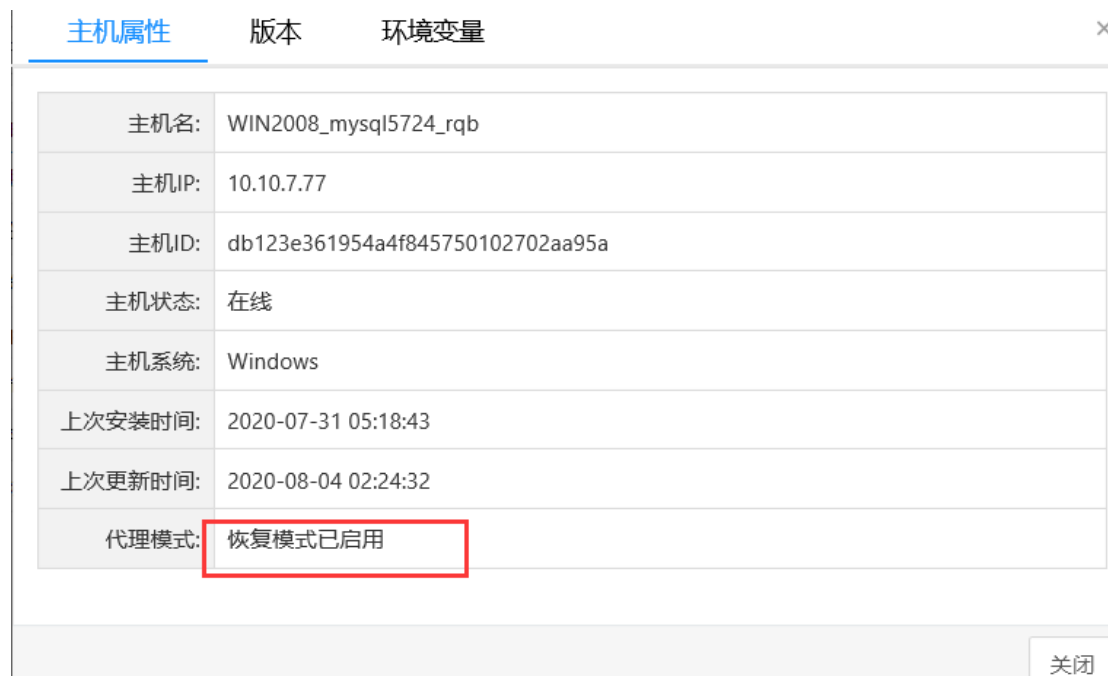 主机属性 版本 环境变量 ×
主机名: WIN2008_mysql5724_rqb
主机IP: 10.10.7.77
主机ID: db123e361954a4f845750102702aa95a
主机状态: 在线
主机系统: Windows
上次安装时间: 2020-07-31 05:18:43
上次更新时间: 2020-08-04 02:24:32
代理模式: 恢复模式已启用
关闭